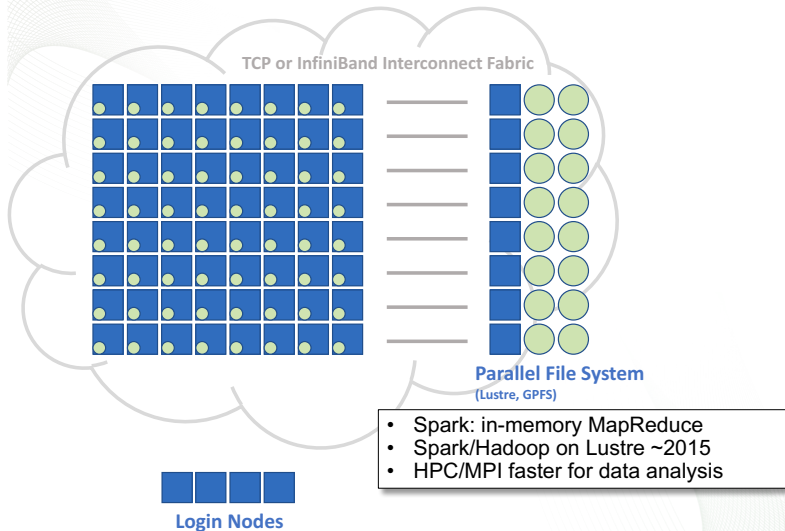 TCP or InfiniBand Interconnect Fabric
Parallel File System
(Lustre, GPFS)
• Spark: in-memory MapReduce
• Spark/Hadoop on Lustre ~2015
• HPC/MPI faster for data analysis
Login Nodes